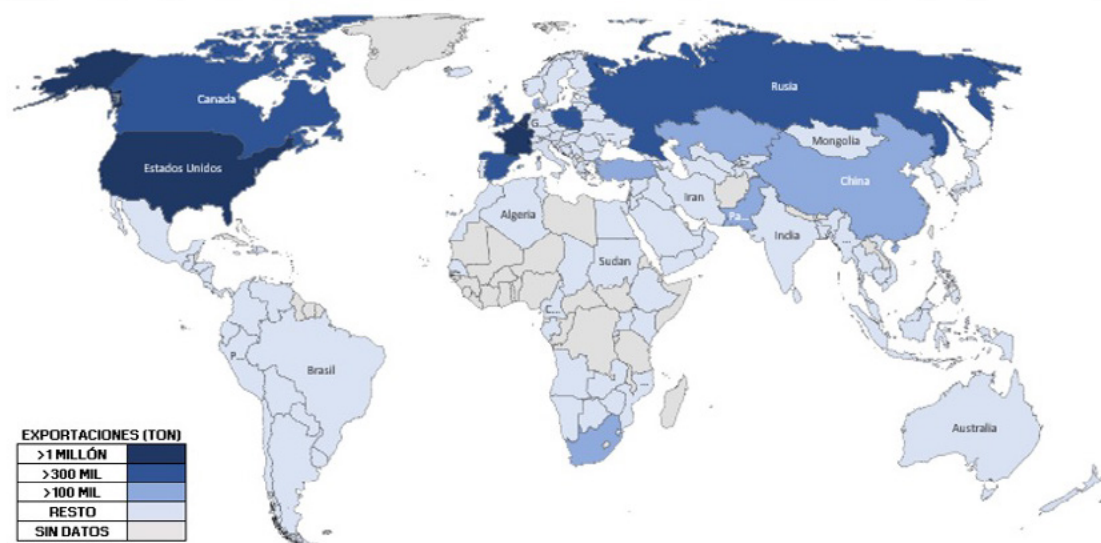 Canada
Rusia
G...
...
Estados Unidos
Mongolia
China
Algeria
Iran
Pa...
India
...
Sudan
C...
P...
Brasil
...
Australia
EXPORTACIONES (TON)
>1 MILLÓN
>300 MIL
>100 MIL
RESTO
SIN DATOS